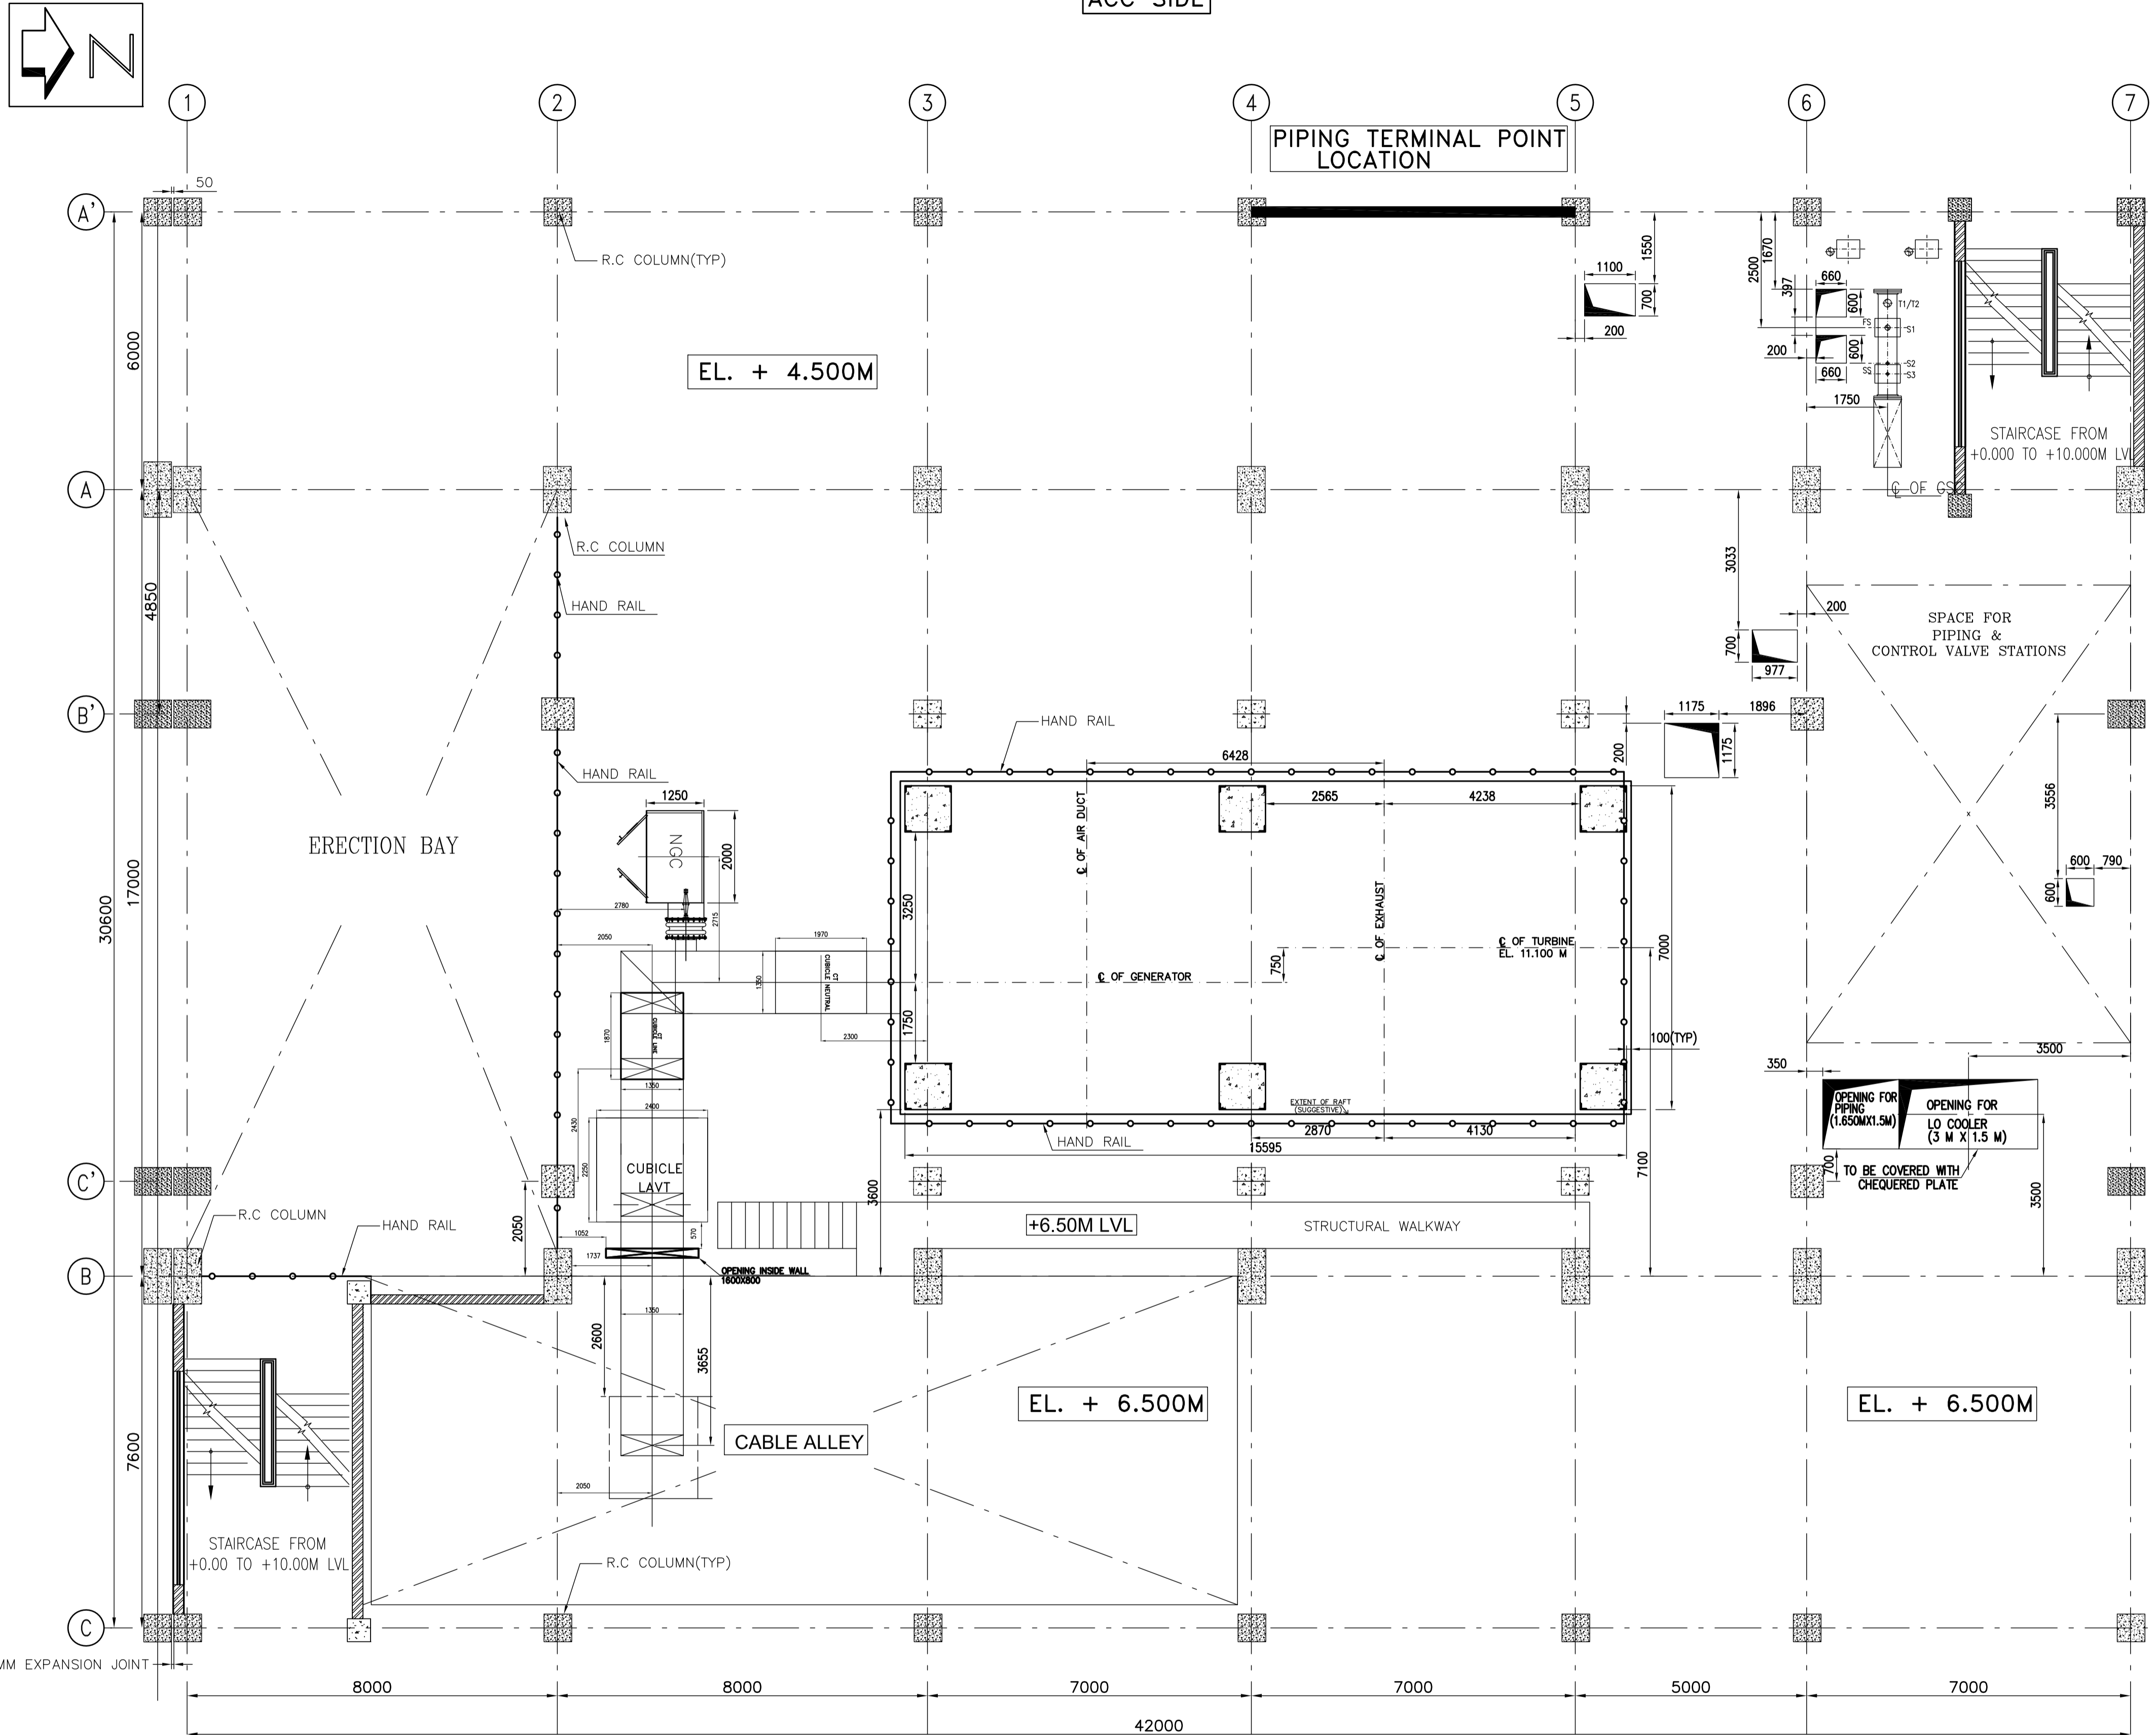 ACC SIDE
N
1
2
3
4
5
6
7
PIPING TERMINAL POINT
LOCATION
50
A'
R.C COLUMN(TYP)
1550
1100
700
200
2500
1670
397
660
600
600
660
200
1750
T1/T2
FS
S1
S2
SS
S3
6000
EL. + 4.500M
STAIRCASE FROM
+0.000 TO +10.000M LVL
A
℄ OF GS
R.C COLUMN
HAND RAIL
4850
3033
200
700
977
SPACE FOR
PIPING &
CONTROL VALVE STATIONS
B'
HAND RAIL
HAND RAIL
1175
1896
200
1175
3556
6428
2565
4238
1250
NGC
2000
ERECTION BAY
℄ OF AIR DUCT
℄ OF EXHAUST
600
790
600
17000
30600
2780
2715
2050
1970
1350
CUBICLE
CT
NEUTRAL
3250
℄ OF GENERATOR
750
℄ OF TURBINE
EL. 11.100 M
7000
1870
CUBICLE LINE
CT
1750
2300
100(TYP)
1350
2400
2430
2250
CUBICLE
LAVT
EXTENT OF RAFT
(SUGGESTIVE)
2870
4130
HAND RAIL
15595
7100
3600
350
3500
OPENING FOR
PIPING
(1.650MX1.5M)
OPENING FOR
LO COOLER
(3 M X 1.5 M)
700
TO BE COVERED WITH
CHEQUERED PLATE
3500
C'
R.C COLUMN
HAND RAIL
2050
1052
570
1737
+6.50M LVL
STRUCTURAL WALKWAY
B
OPENING INSIDE WALL
1600X800
1350
2600
3655
7600
EL. + 6.500M
EL. + 6.500M
CABLE ALLEY
2050
STAIRCASE FROM
+0.00 TO +10.00M LVL
R.C COLUMN(TYP)
C
MM EXPANSION JOINT
8000
8000
7000
7000
5000
7000
42000